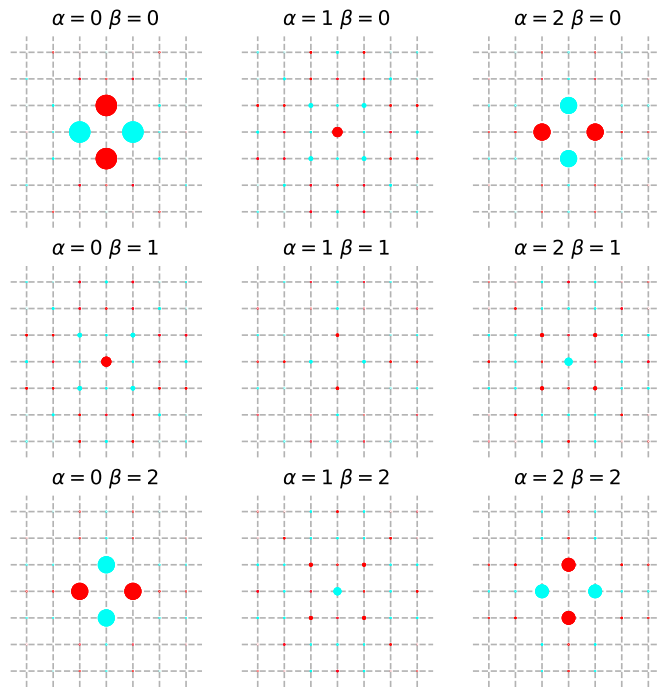 α = 0 β = 0
α = 1 β = 0
α = 2 β = 0
α = 0 β = 1
α = 1 β = 1
α = 2 β = 1
α = 0 β = 2
α = 1 β = 2
α = 2 β = 2